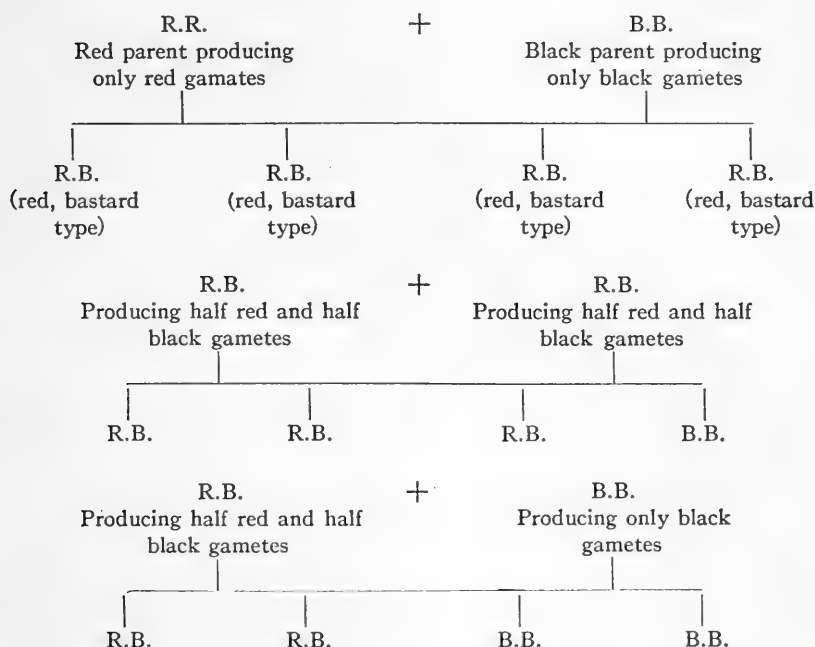 R.R. + B.B.
Red parent producing Black parent producing
only red gamates only black gametes
R.B. R.B. R.B. R.B.
(red, bastard (red, bastard (red, bastard (red, bastard
type) type) type) type)
R.B. + R.B.
Producing half red and half Producing half red and half
black gametes black gametes
R.B. R.B. R.B. B.B.
R.B. + B.B.
Producing half red and half Producing only black
black gametes gametes
R.B. R.B. B.B. B.B.